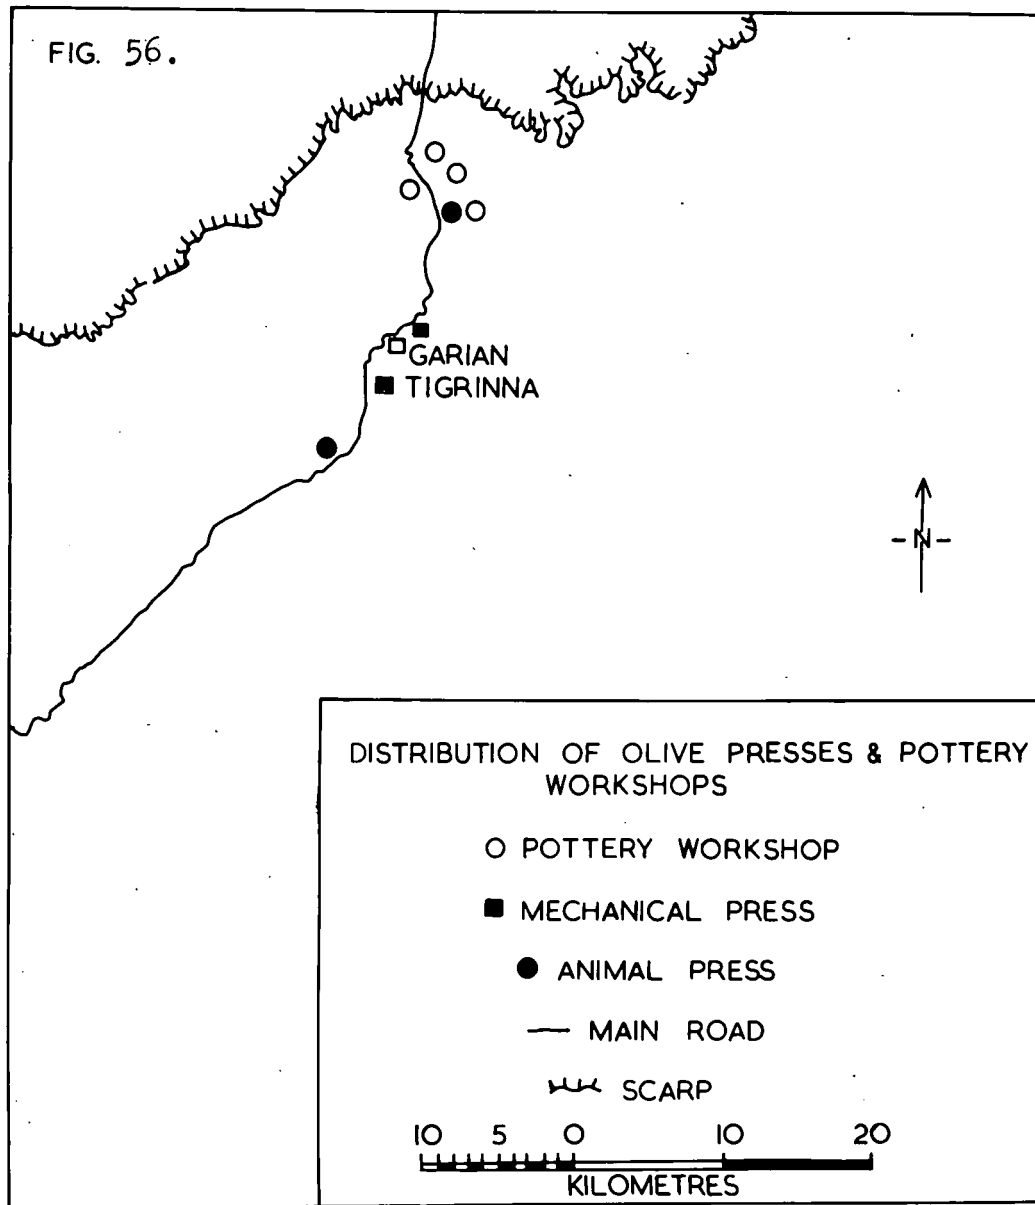 FIG. 56.
GARIAN
TIGRINNA
-N-
DISTRIBUTION OF OLIVE PRESSES & POTTERY
WORKSHOPS
POTTERY WORKSHOP
MECHANICAL PRESS
ANIMAL PRESS
MAIN ROAD
SCARP
10 5 0 10 20
KILOMETRES